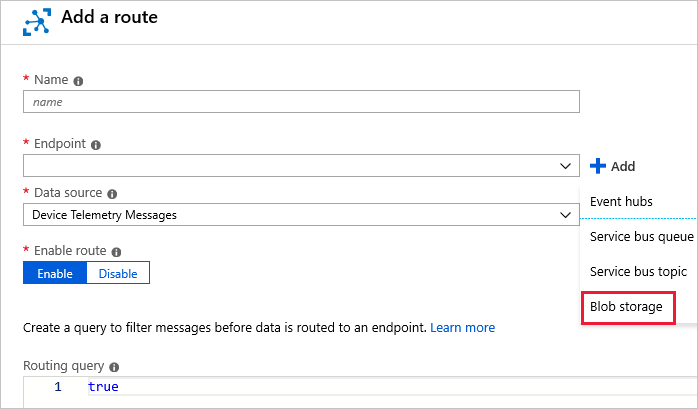 Add a route
* Name
name
* Endpoint
Add
* Data source
Event hubs
Device Telemetry Messages
Service bus queue
* Enable route
Enable Disable
Service bus topic
Blob storage
Create a query to filter messages before data is routed to an endpoint. Learn more
Routing query
1 true